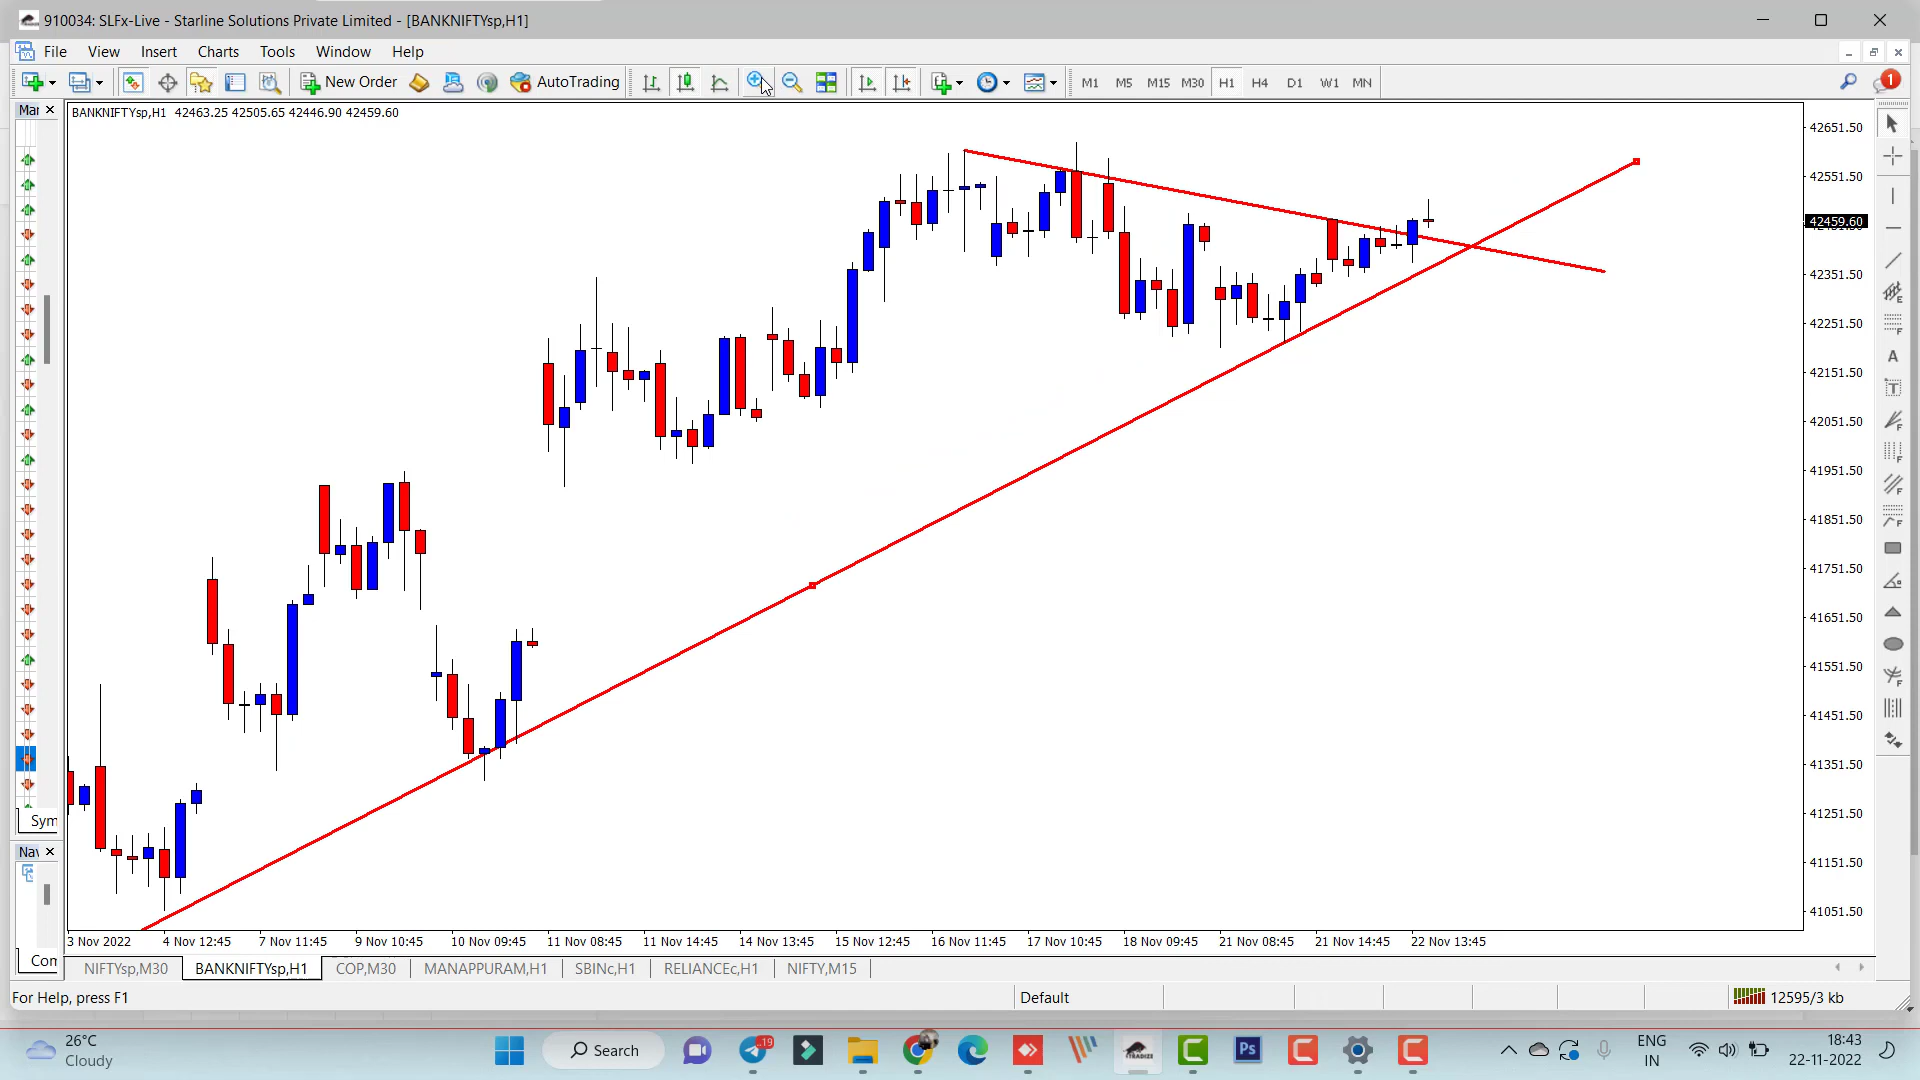 910034: SLFx-Live - Starline Solutions Private Limited - [BANKNIFTYsp,H1]
File View Insert Charts Tools Window Help
New Order AutoTrading M1 M5 M15 M30 H1 H4 D1 W1 MN 1
Mar
BANKNIFTYsp,H1 42463.25 42505.65 42446.90 42459.60
42651.50
42551.50
42459.60
42351.50
42251.50
42151.50
42051.50
41951.50
41851.50
41751.50
41651.50
41551.50
41451.50
41351.50
41251.50
41151.50
41051.50
Sym
Nav
Com
3 Nov 2022 4 Nov 12:45 7 Nov 11:45 9 Nov 10:45 10 Nov 09:45 11 Nov 08:45 11 Nov 14:45 14 Nov 13:45 15 Nov 12:45 16 Nov 11:45 17 Nov 10:45 18 Nov 09:45 21 Nov 08:45 21 Nov 14:45 22 Nov 13:45
NIFTYsp,M30 BANKNIFTYsp,H1 COP,M30 MANAPPURAM,H1 SBINc,H1 RELIANCEc,H1 NIFTY,M15
For Help, press F1 Default 12595/3 kb
26°C
Cloudy
Search
19
Ps
ENG
IN
18:43
22-11-2022